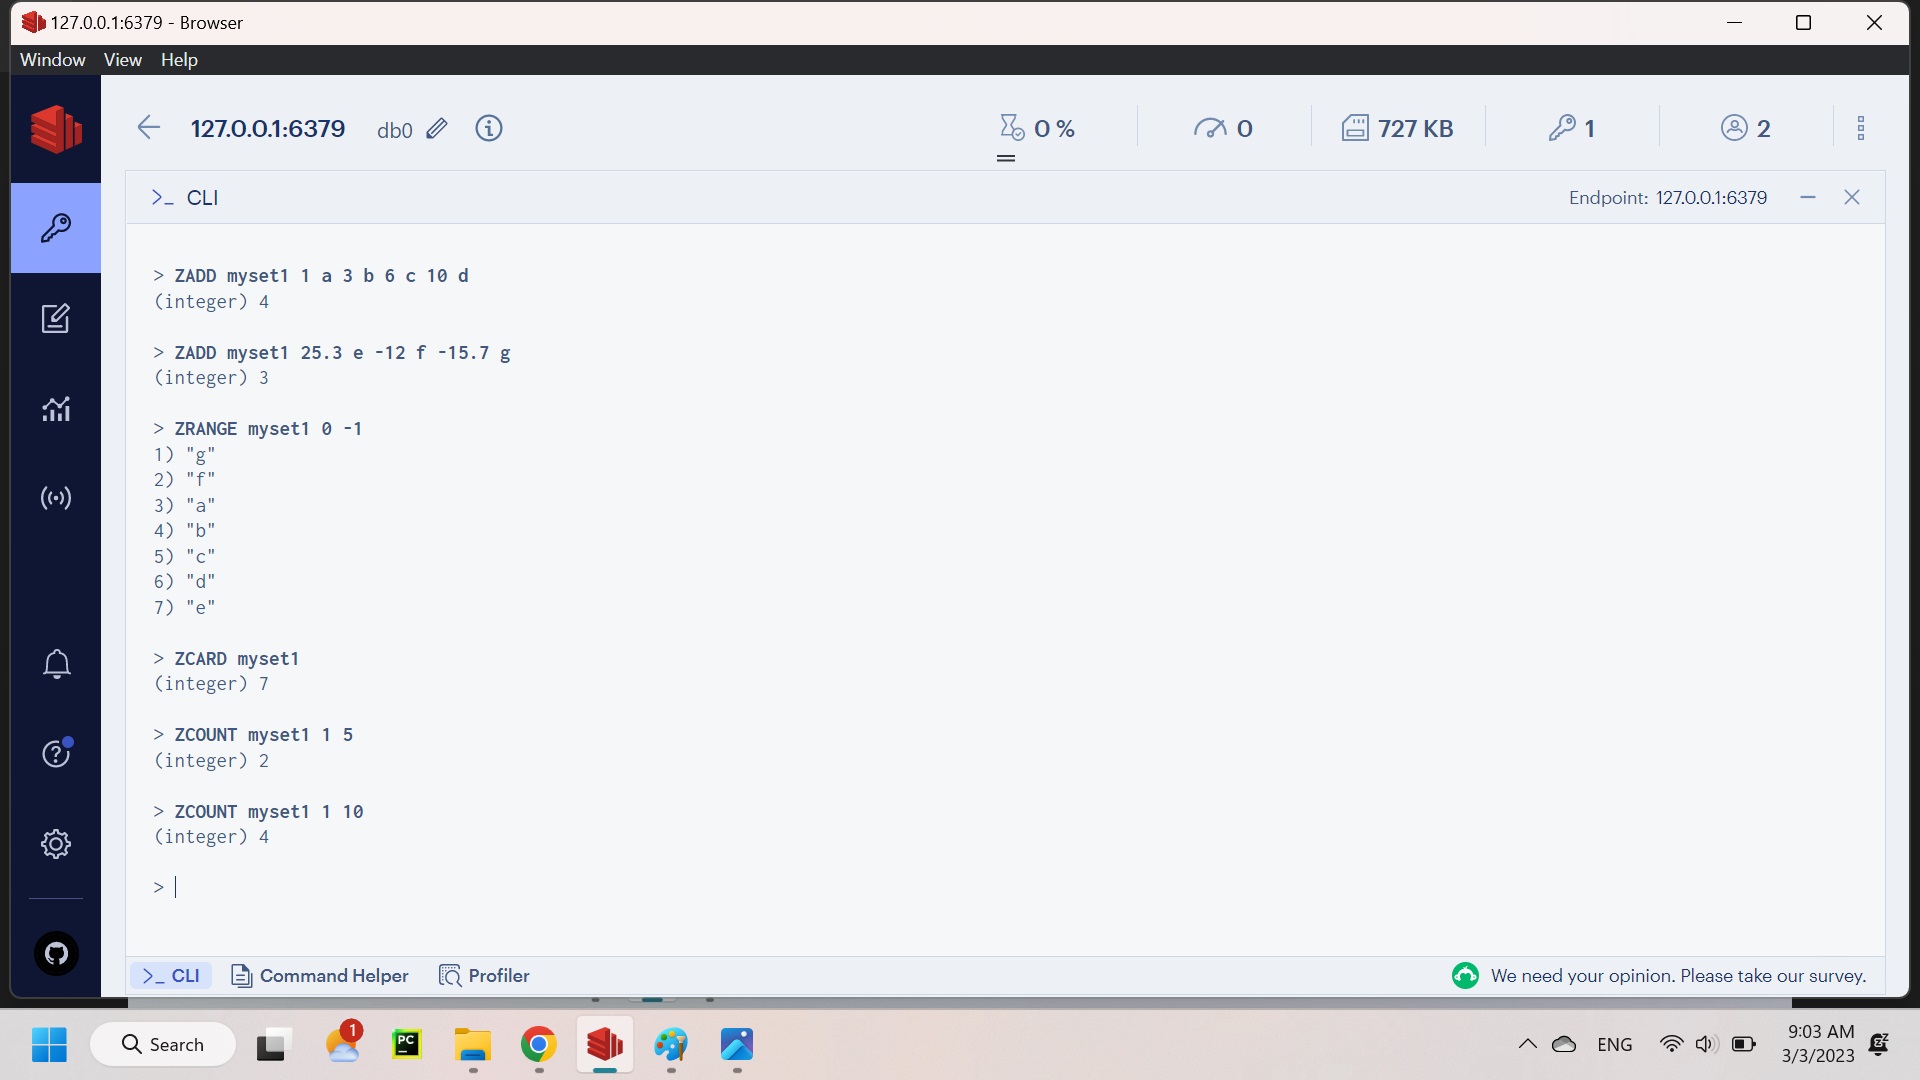 127.0.0.1:6379 - Browser
Window View Help
127.0.0.1:6379 db0 0 % 0 727 KB 1 2
>_ CLI Endpoint: 127.0.0.1:6379
> ZADD myset1 1 a 3 b 6 c 10 d
(integer) 4
> ZADD myset1 25.3 e -12 f -15.7 g
(integer) 3
> ZRANGE myset1 0 -1
1) "g"
2) "f"
3) "a"
4) "b"
5) "c"
6) "d"
7) "e"
> ZCARD myset1
(integer) 7
> ZCOUNT myset1 1 5
(integer) 2
> ZCOUNT myset1 1 10
(integer) 4
>
>_ CLI Command Helper Profiler We need your opinion. Please take our survey.
Search 1 PC ENG 9:03 AM
3/3/2023